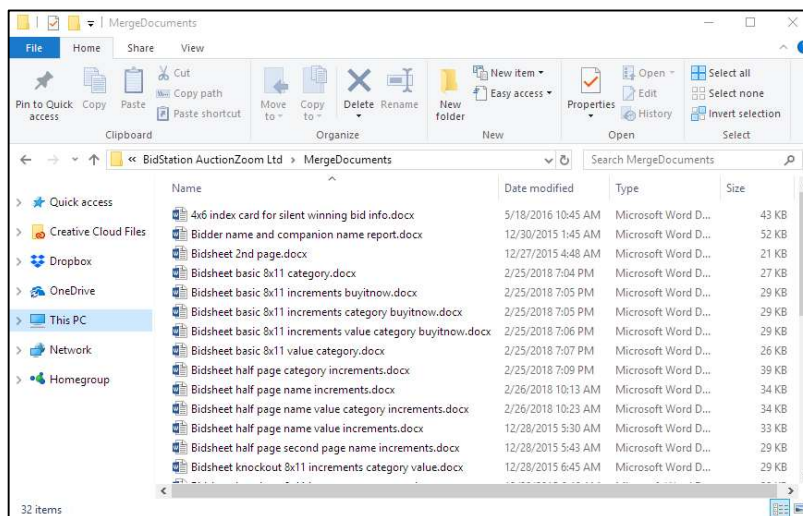 MergeDocuments
File Home Share View
Pin to Quick access
Copy
Paste
Cut
Copy path
Paste shortcut
Clipboard
Move to
Copy to
Delete
Rename
Organize
New folder
New item
Easy access
New
Properties
Open
Edit
History
Open
Select all
Select none
Invert selection
Select
« BidStation AuctionZoom Ltd > MergeDocuments
Search MergeDocuments
Quick access
Creative Cloud Files
Dropbox
OneDrive
This PC
Network
Homegroup
Name Date modified Type Size
4x6 index card for silent winning bid info.docx 5/18/2016 10:45 AM Microsoft Word D... 43 KB
Bidder name and companion name report.docx 12/30/2015 1:45 AM Microsoft Word D... 52 KB
Bidsheet 2nd page.docx 12/27/2015 4:48 AM Microsoft Word D... 21 KB
Bidsheet basic 8x11 category.docx 2/25/2018 7:04 PM Microsoft Word D... 27 KB
Bidsheet basic 8x11 increments buyitnow.docx 2/25/2018 7:05 PM Microsoft Word D... 29 KB
Bidsheet basic 8x11 increments category buyitnow.docx 2/25/2018 7:05 PM Microsoft Word D... 29 KB
Bidsheet basic 8x11 increments value category buyitnow.docx 2/25/2018 7:06 PM Microsoft Word D... 29 KB
Bidsheet basic 8x11 value category.docx 2/25/2018 7:07 PM Microsoft Word D... 26 KB
Bidsheet half page category increments.docx 2/25/2018 7:09 PM Microsoft Word D... 39 KB
Bidsheet half page name increments.docx 2/26/2018 10:13 AM Microsoft Word D... 34 KB
Bidsheet half page name value category increments.docx 2/26/2018 10:23 AM Microsoft Word D... 34 KB
Bidsheet half page name value increments.docx 12/28/2015 5:30 AM Microsoft Word D... 33 KB
Bidsheet half page second page name increments.docx 12/28/2015 5:43 AM Microsoft Word D... 29 KB
Bidsheet knockout 8x11 increments category value.docx 12/28/2015 6:45 AM Microsoft Word D... 29 KB
32 items